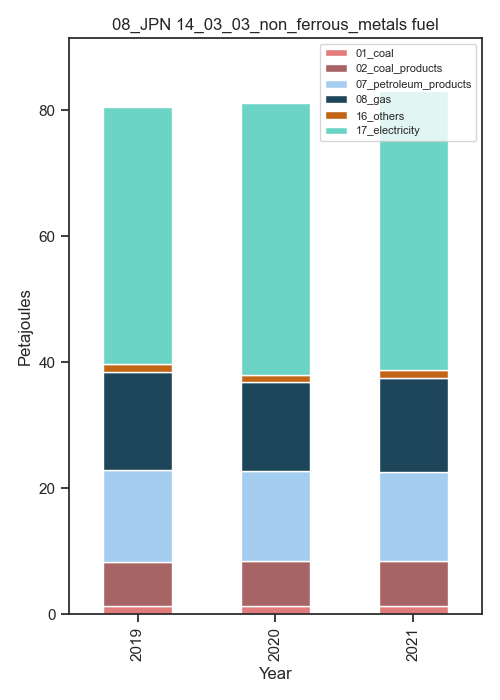 08_JPN 14_03_03_non_ferrous_metals fuel
01_coal
02_coal_products
07_petroleum_products
08_gas
16_others
17_electricity
80
60
40
20
0
Petajoules
2019
2020
2021
Year